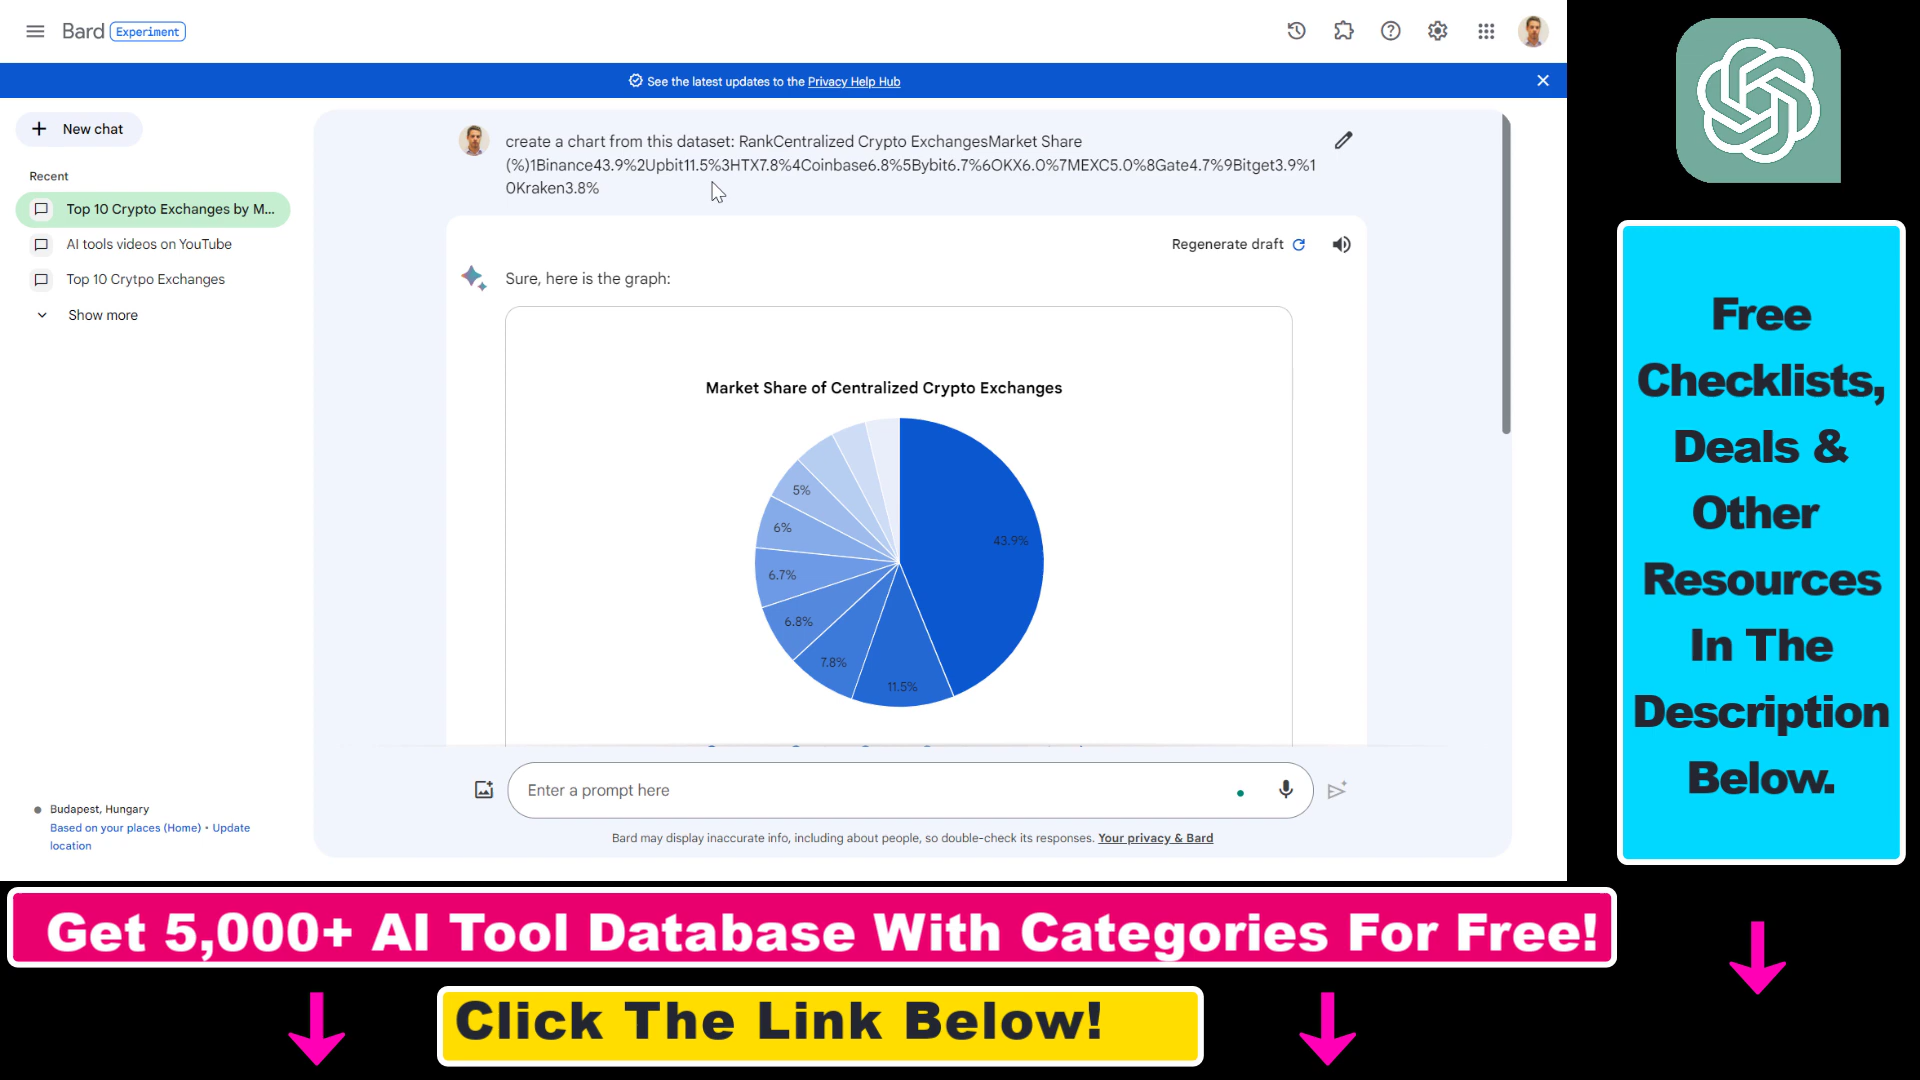 Bard Experiment
See the latest updates to the Privacy Help Hub
New chat
Recent
Top 10 Crypto Exchanges by M...
AI tools videos on YouTube
Top 10 Crytpo Exchanges
Show more
Budapest, Hungary
Based on your places (Home) • Update
location
create a chart from this dataset: RankCentralized Crypto ExchangesMarket Share
(%)1Binance43.9%2Upbit11.5%3HTX7.8%4Coinbase6.8%5Bybit6.7%6OKX6.0%7MEXC5.0%8Gate4.7%9Bitget3.9%1
0Kraken3.8%
Regenerate draft
Sure, here is the graph:
Market Share of Centralized Crypto Exchanges
5%
6%
43.9%
6.7%
6.8%
7.8%
11.5%
Enter a prompt here
Bard may display inaccurate info, including about people, so double-check its responses. Your privacy & Bard
Free
Checklists,
Deals &
Other
Resources
In The
Description
Below.
Get 5,000+ AI Tool Database With Categories For Free!
Click The Link Below!